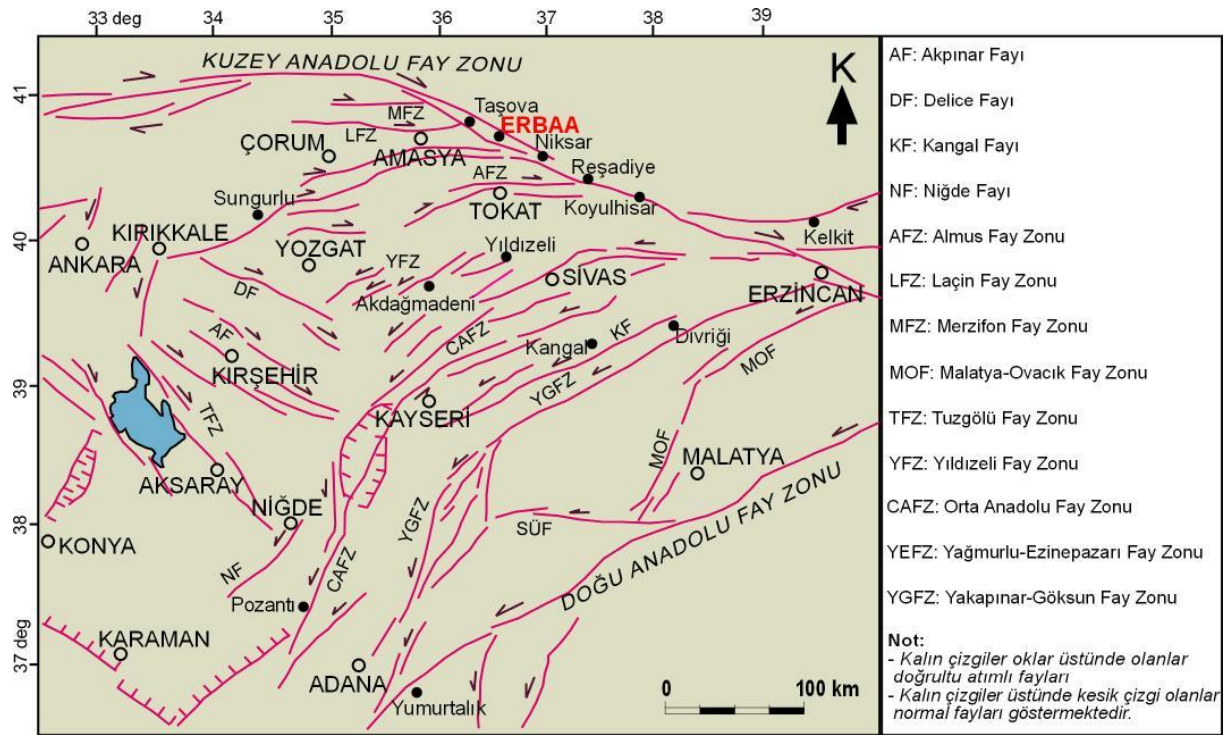 33 deg 34 35 36 37 38 39
41
40
39
38
37 deg
KUZEY ANADOLU FAY ZONU
K
Taşova
MFZ
ERBAA
LFZ
Niksar
ÇORUM
AMASYA
Reşadiye
AFZ
Sungurlu
TOKAT
Koyulhisar
Kelkit
KIRIKKALE
ANKARA
YOZGAT
Yıldızeli
YFZ
SİVAS
DF
Akdağmadeni
ERZİNCAN
AF
CAFZ
KF
Divriği
Kangal
MOF
KIRŞEHİR
YGFZ
KAYSERİ
TFZ
MOF
MALATYA
AKSARAY
NİĞDE
YGFZ
SÜF
KONYA
DOĞU ANADOLU FAY ZONU
NF
CAFZ
Pozantı
KARAMAN
ADANA
Yumurtalık
0 100 km
AF: Akpınar Fayı
DF: Delice Fayı
KF: Kangal Fayı
NF: Niğde Fayı
AFZ: Almus Fay Zonu
LFZ: Laçin Fay Zonu
MFZ: Merzifon Fay Zonu
MOF: Malatya-Ovacık Fay Zonu
TFZ: Tuzgölü Fay Zonu
YFZ: Yıldızeli Fay Zonu
CAFZ: Orta Anadolu Fay Zonu
YEFZ: Yağmurlu-Ezinepazarı Fay Zonu
YGFZ: Yakapınar-Göksun Fay Zonu
Not:
- Kalın çizgiler oklar üstünde olanlar
doğrultu atımlı fayları
- Kalın çizgiler üstünde kesik çizgi olanlar
normal fayları göstermektedir.